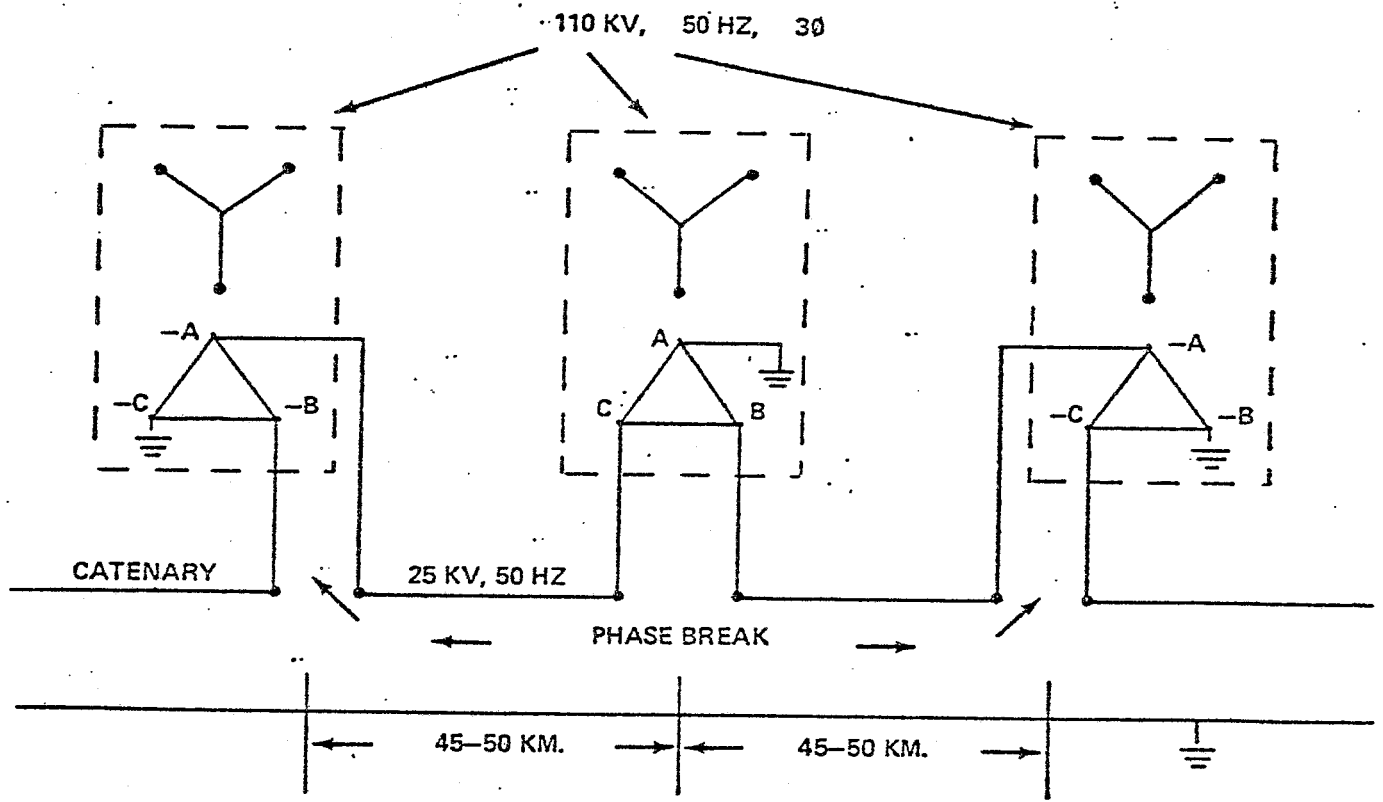 110 KV, 50 HZ, 3Ø
–A
–C
–B
A
C
B
–A
–C
–B
CATENARY
25 KV, 50 HZ
PHASE BREAK
45–50 KM.
45–50 KM.